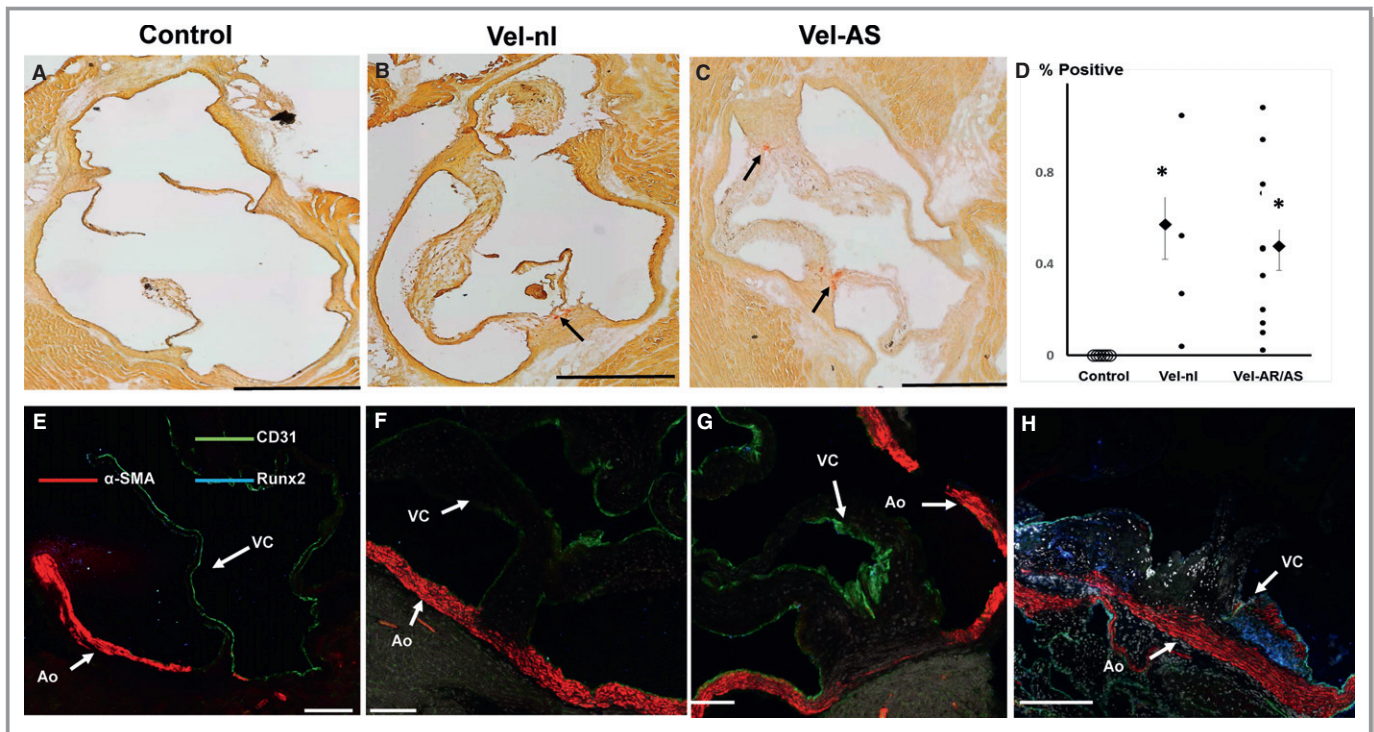 Control
Vel-nl
Vel-AS
A
B
C
D
% Positive
*
*
0.8
0.4
0
Control
Vel-nl
Vel-AR/AS
E
CD31
α-SMA
Runx2
VC
Ao
F
VC
Ao
G
VC
Ao
H
VC
Ao